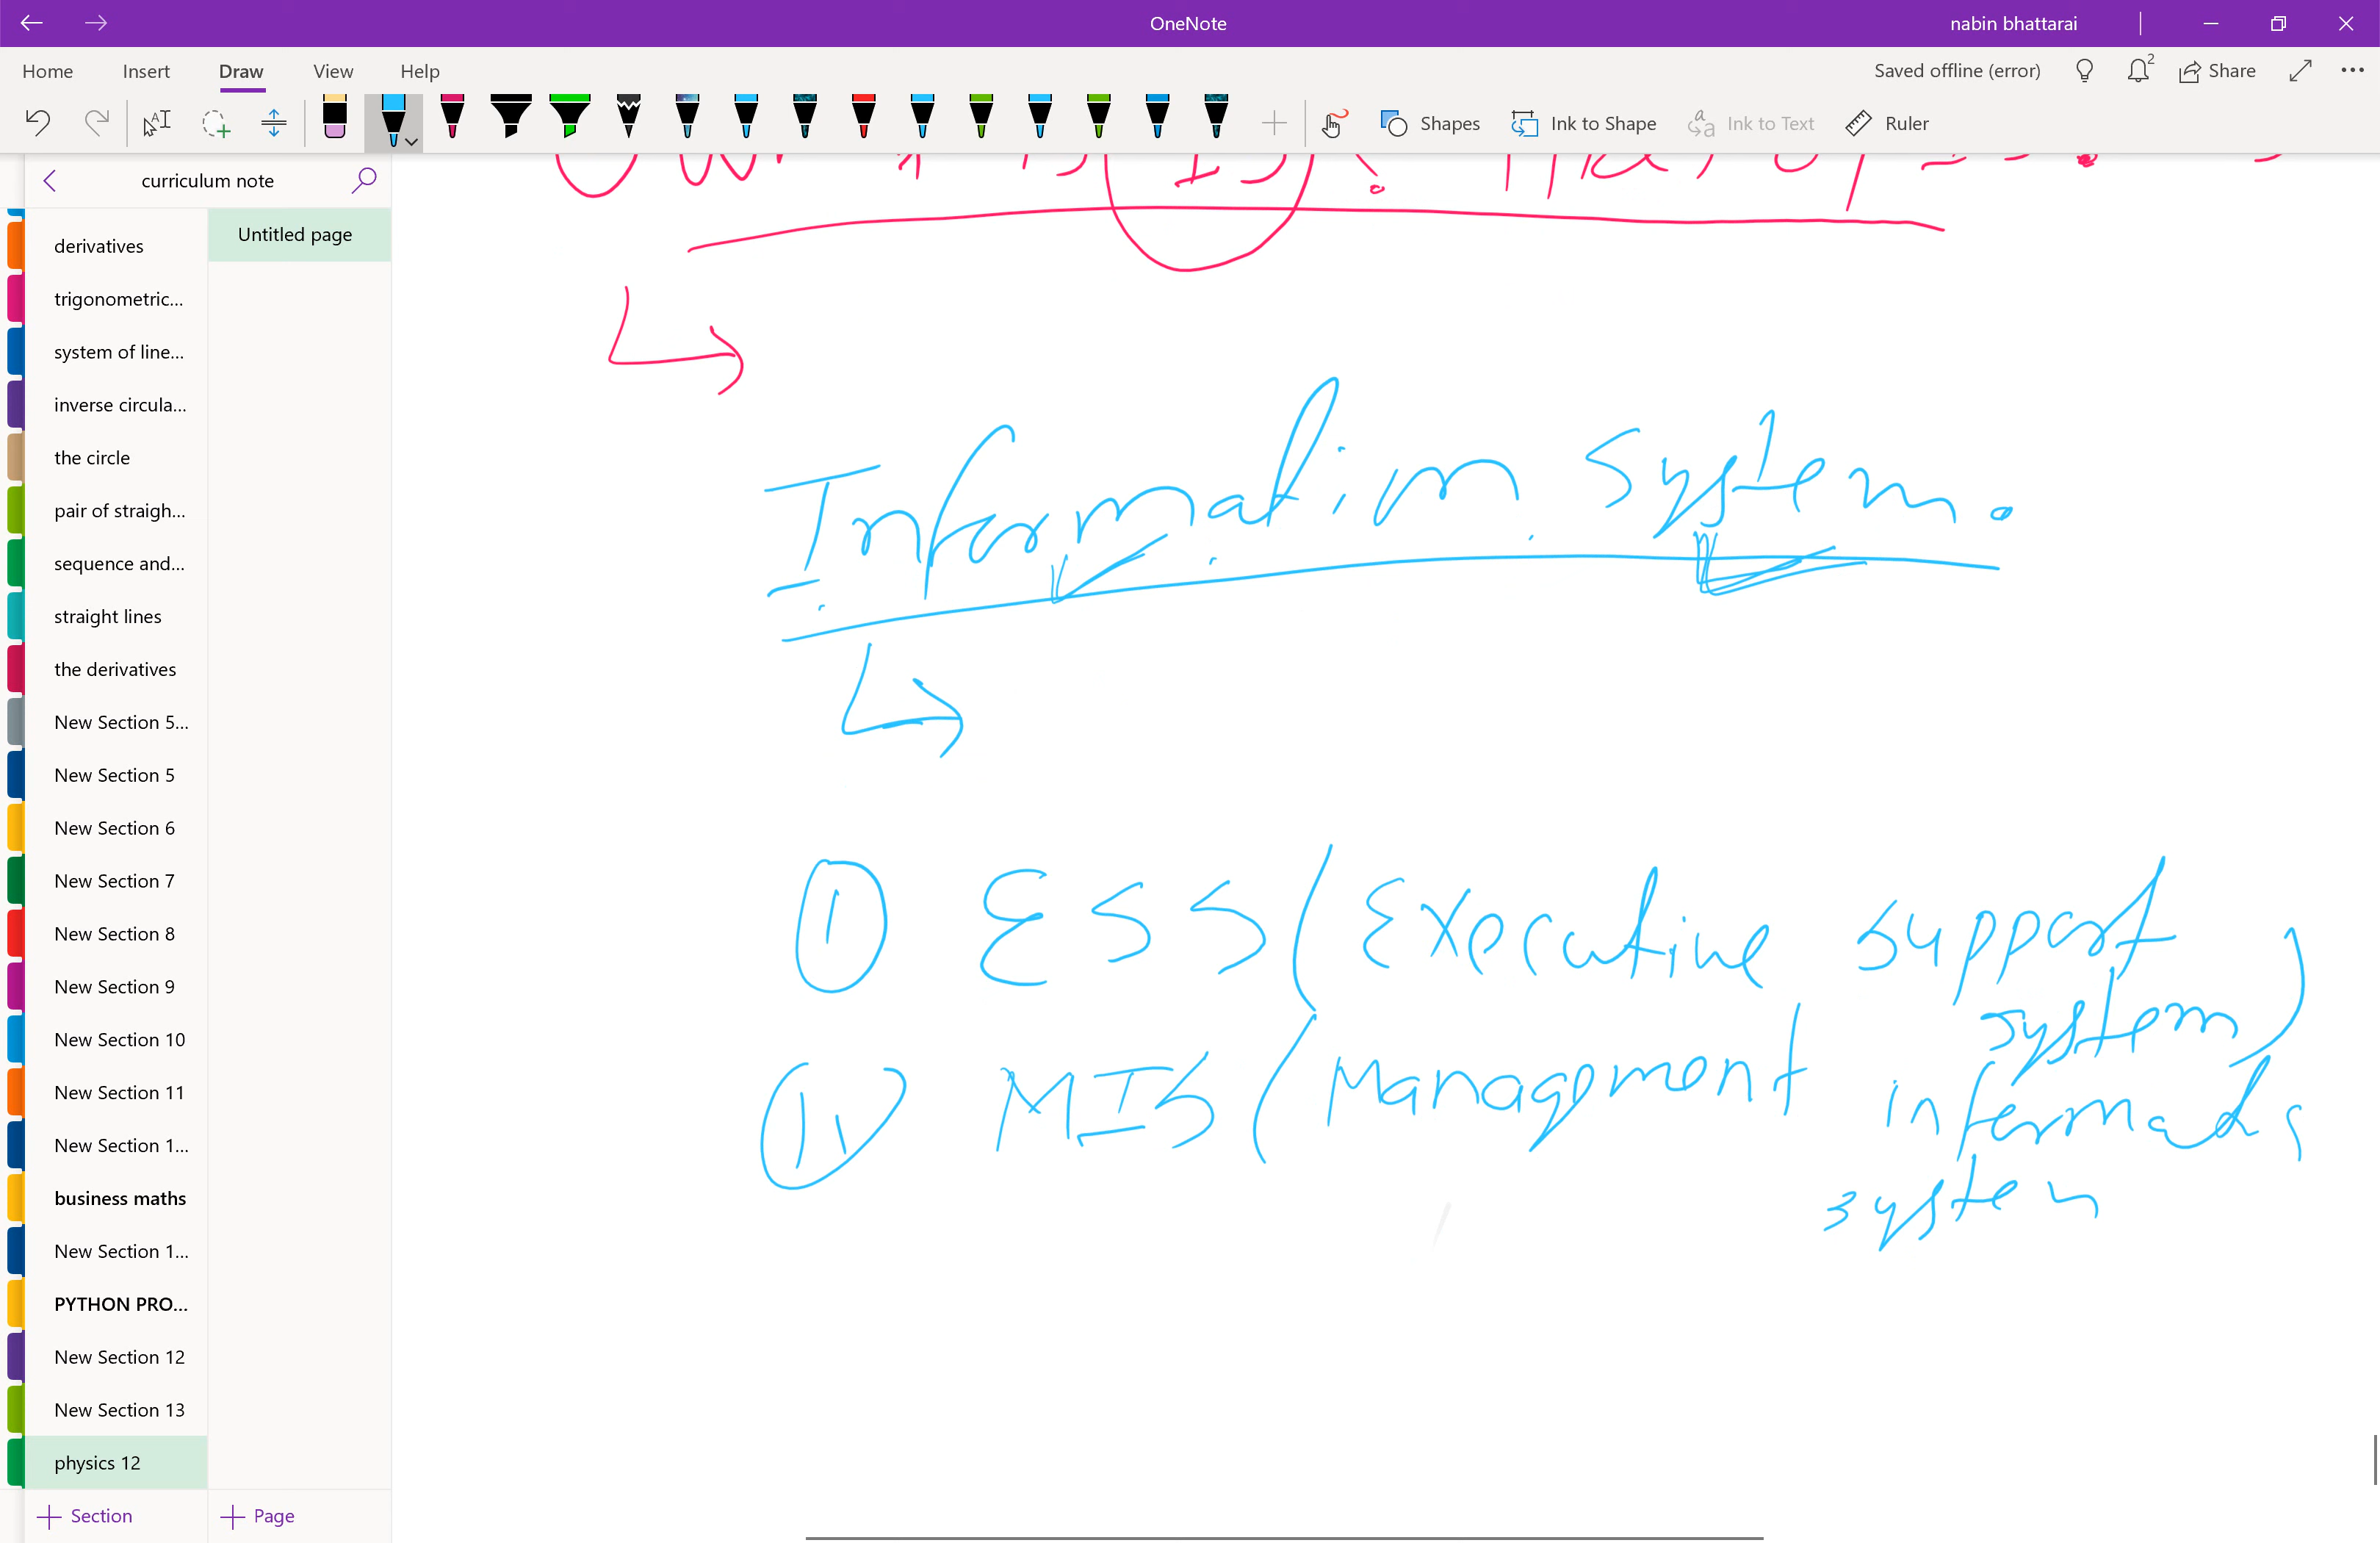 OneNote
nabin bhattarai
Home Insert Draw View Help
Saved offline (error) 2 Share
Shapes Ink to Shape Ink to Text Ruler
curriculum note
Untitled page
derivatives
trigonometric...
system of line...
inverse circula...
the circle
pair of straigh...
sequence and...
straight lines
the derivatives
New Section 5...
New Section 5
New Section 6
New Section 7
New Section 8
New Section 9
New Section 10
New Section 11
New Section 1...
business maths
New Section 1...
PYTHON PRO...
New Section 12
New Section 13
physics 12
Section
Page
Information System.
① ESS (Executive support
system)
⑪ MIS (Management
system